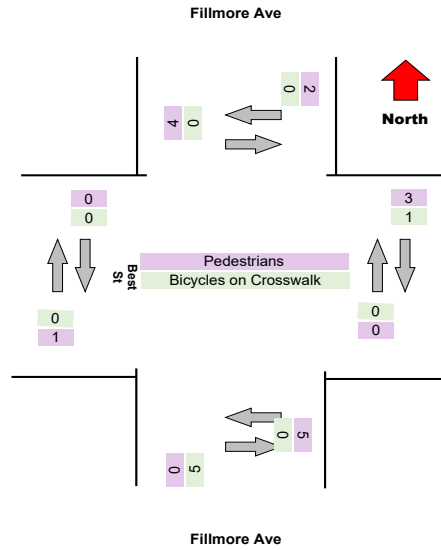 Fillmore Ave
0 2
4 0
North
0
0
3
1
Best
St
Pedestrians
Bicycles on Crosswalk
0
1
0
0
0 5
0 5
Fillmore Ave